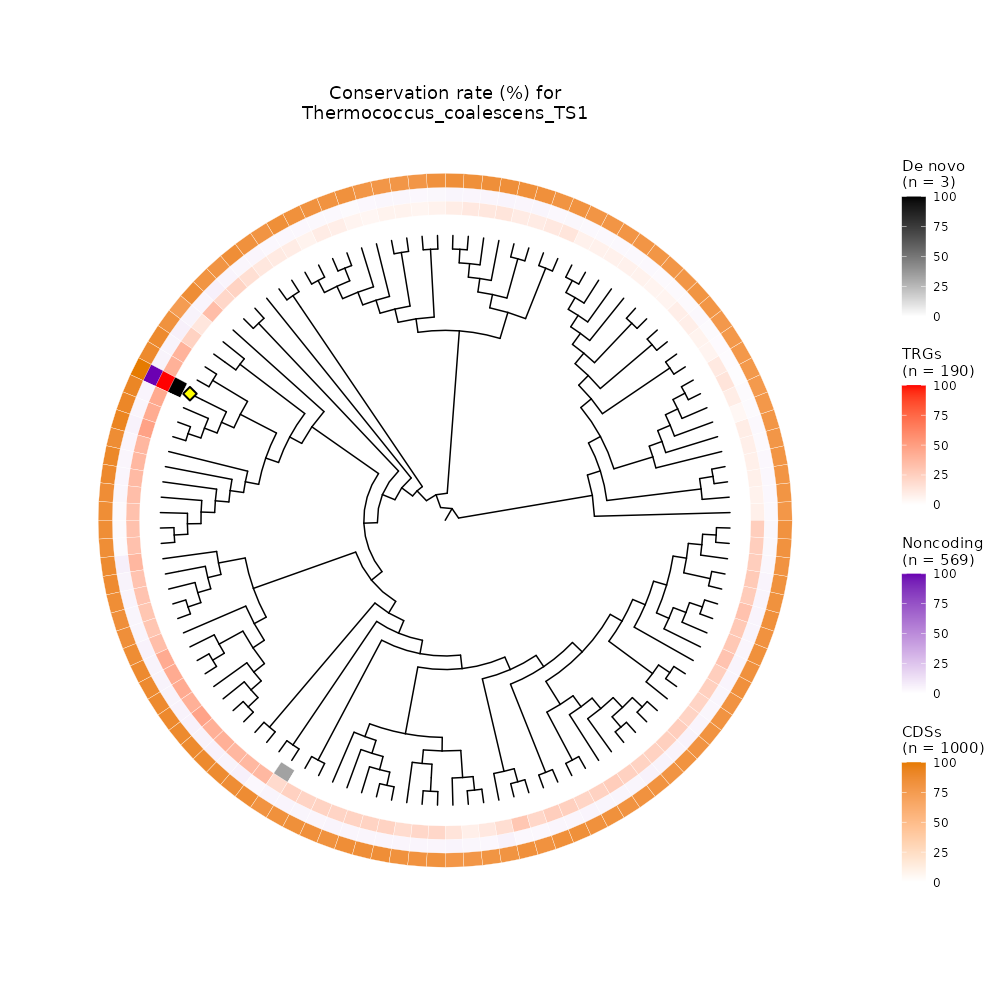 Conservation rate (%) for
Thermococcus_coalescens_TS1
De novo
(n = 3)
100
75
50
25
0
TRGs
(n = 190)
100
75
50
25
0
Noncoding
(n = 569)
100
75
50
25
0
CDSs
(n = 1000)
100
75
50
25
0